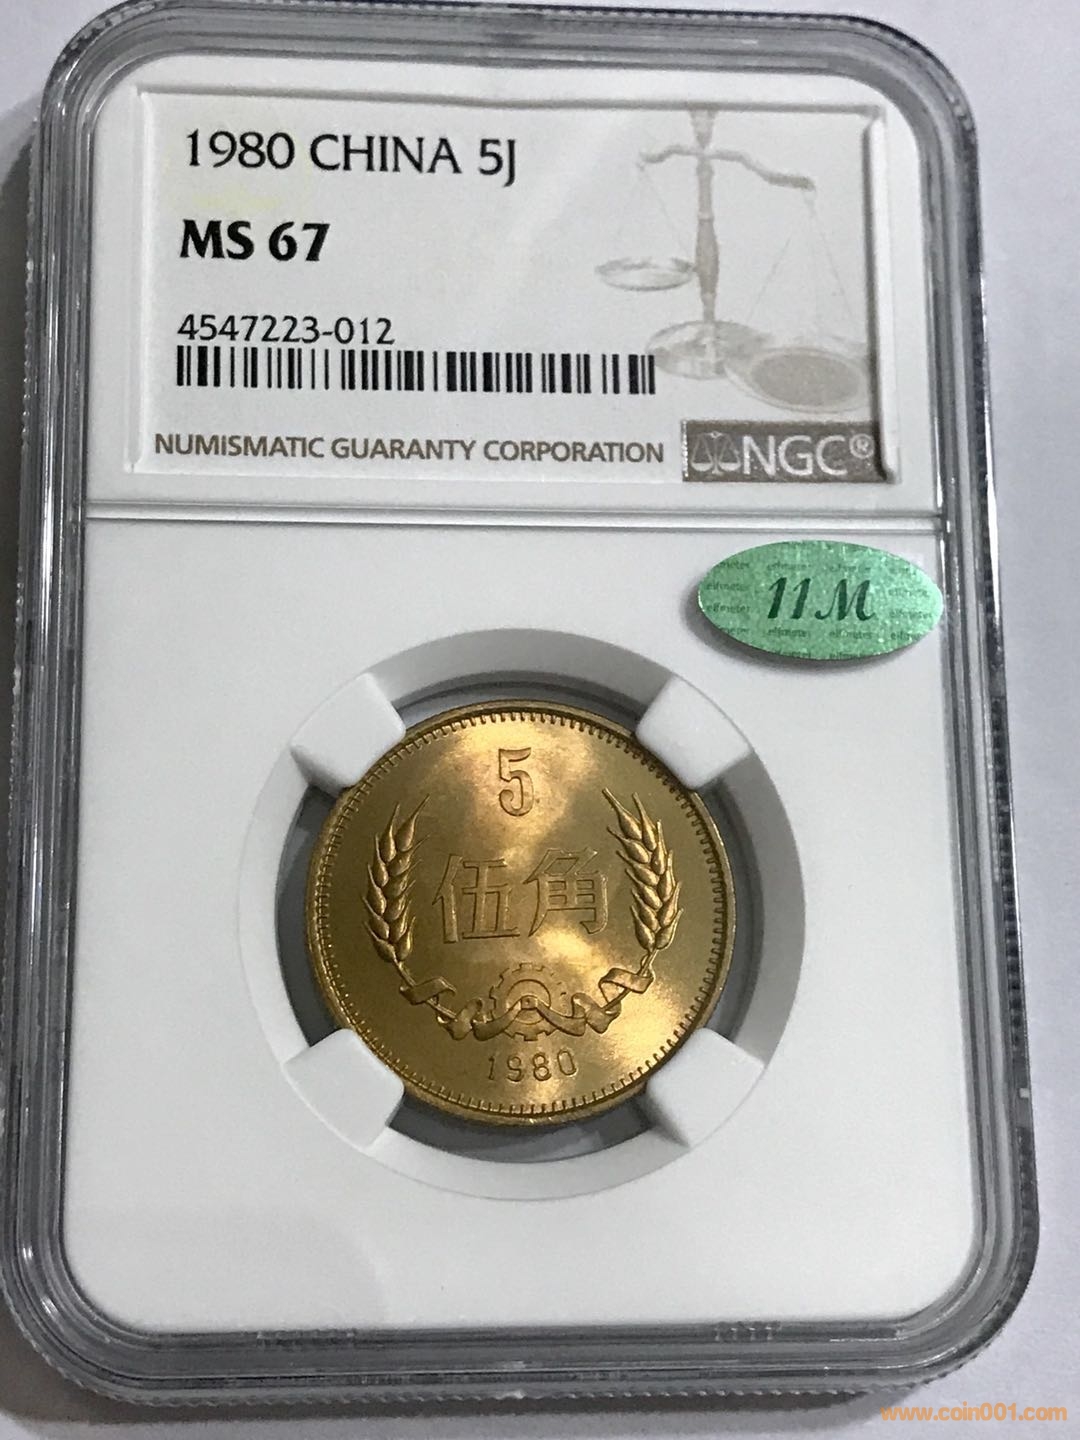 1980 CHINA 5J
MS 67
4547223-012
NUMISMATIC GUARANTY CORPORATION
NGC®
11M
5
伍角
1980
www.coin001.com